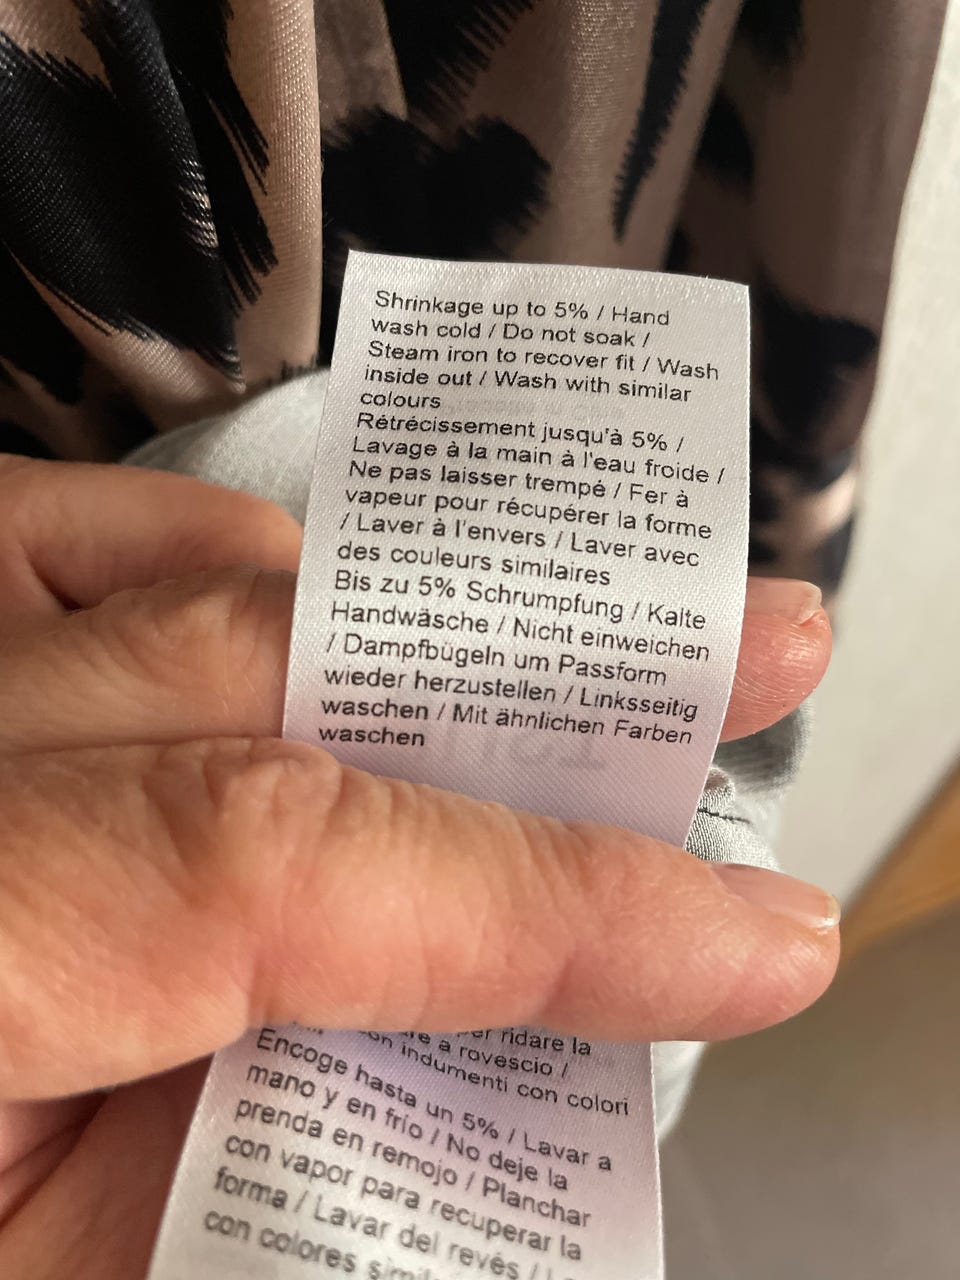 Shrinkage up to 5% / Hand
wash cold / Do not soak /
Steam iron to recover fit / Wash
inside out / Wash with similar
colours
Rétrécissement jusqu'à 5% /
Lavage à la main à l'eau froide /
Ne pas laisser trempé / Fer à
vapeur pour récupérer la forme
/ Laver à l'envers / Laver avec
des couleurs similaires
Bis zu 5% Schrumpfung / Kalte
Handwäsche / Nicht einweichen
/ Dampfbügeln um Passform
wieder herzustellen / Linksseitig
waschen / Mit ähnlichen Farben
waschen
ridare la
a rovescio /
indumenti con colori
Encoge hasta un 5% / Lavar a
mano y en frío / No deje la
prenda en remojo / Planchar
con vapor para recuperar la
forma / Lavar del revés /
con colores